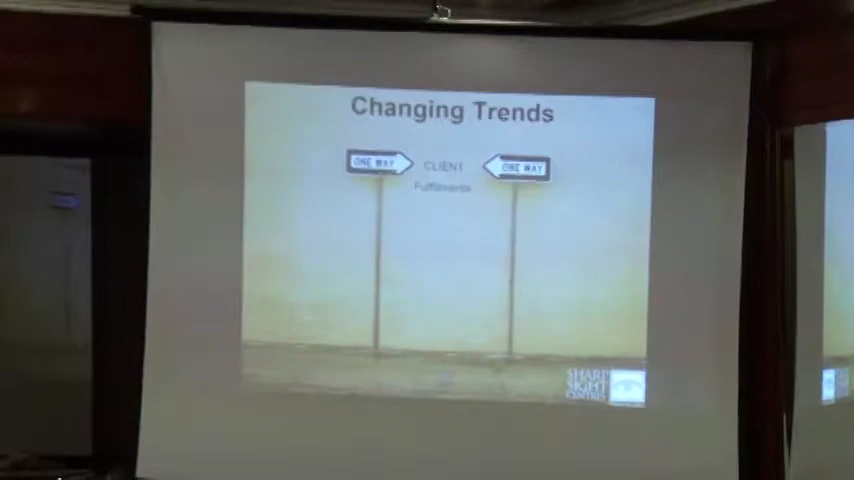 Changing Trends
ONE WAY
CLIENT
ONE WAY
Fulfilments
SHARP
SIGHT
CENTRES